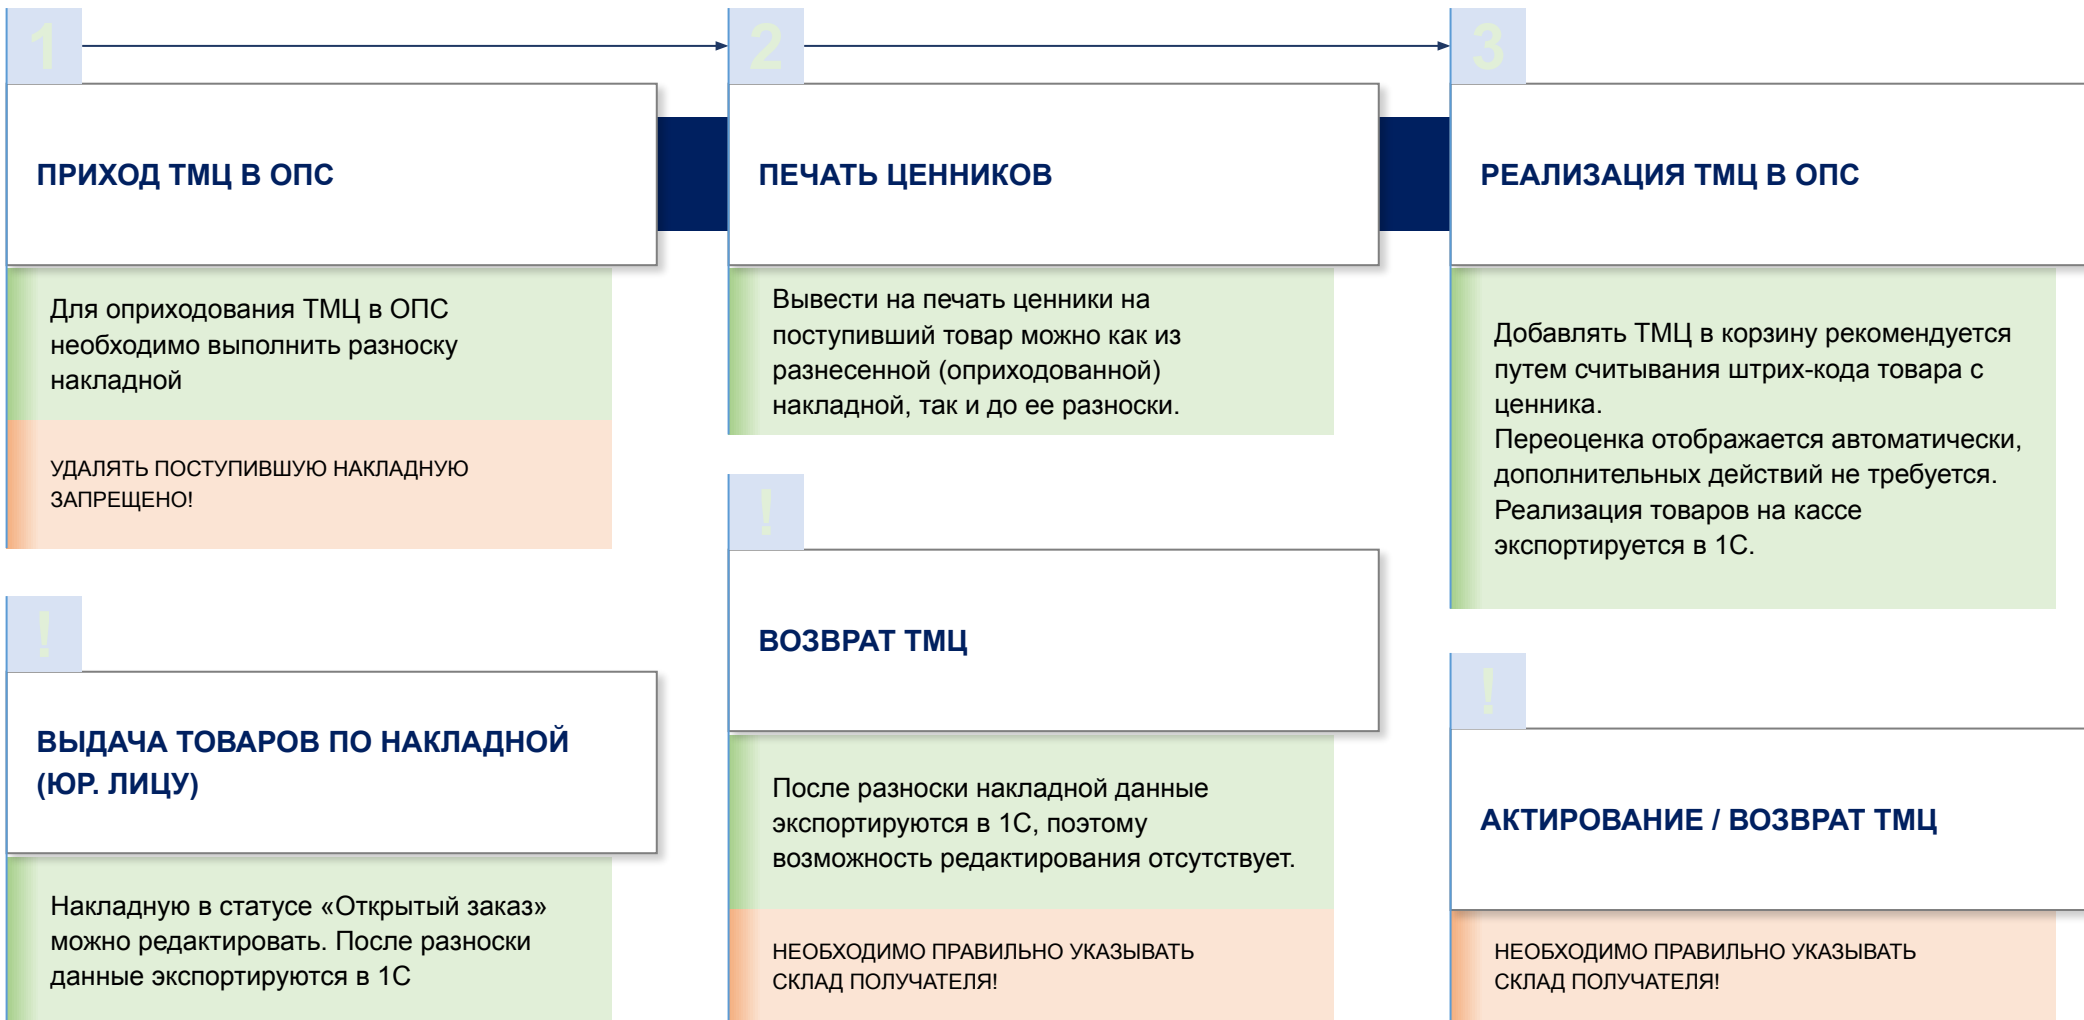 1
ПРИХОД ТМЦ В ОПС
Для оприходования ТМЦ в ОПС
необходимо выполнить разноску
накладной
УДАЛЯТЬ ПОСТУПИВШУЮ НАКЛАДНУЮ
ЗАПРЕЩЕНО!
2
ПЕЧАТЬ ЦЕННИКОВ
Вывести на печать ценники на
поступивший товар можно как из
разнесенной (оприходованной)
накладной, так и до ее разноски.
3
РЕАЛИЗАЦИЯ ТМЦ В ОПС
Добавлять ТМЦ в корзину рекомендуется
путем считывания штрих-кода товара с
ценника.
Переоценка отображается автоматически,
дополнительных действий не требуется.
Реализация товаров на кассе
экспортируется в 1С.
!
ВЫДАЧА ТОВАРОВ ПО НАКЛАДНОЙ
(ЮР. ЛИЦУ)
Накладную в статусе «Открытый заказ»
можно редактировать. После разноски
данные экспортируются в 1С
!
ВОЗВРАТ ТМЦ
После разноски накладной данные
экспортируются в 1С, поэтому
возможность редактирования отсутствует.
НЕОБХОДИМО ПРАВИЛЬНО УКАЗЫВАТЬ
СКЛАД ПОЛУЧАТЕЛЯ!
!
АКТИРОВАНИЕ / ВОЗВРАТ ТМЦ
НЕОБХОДИМО ПРАВИЛЬНО УКАЗЫВАТЬ
СКЛАД ПОЛУЧАТЕЛЯ!